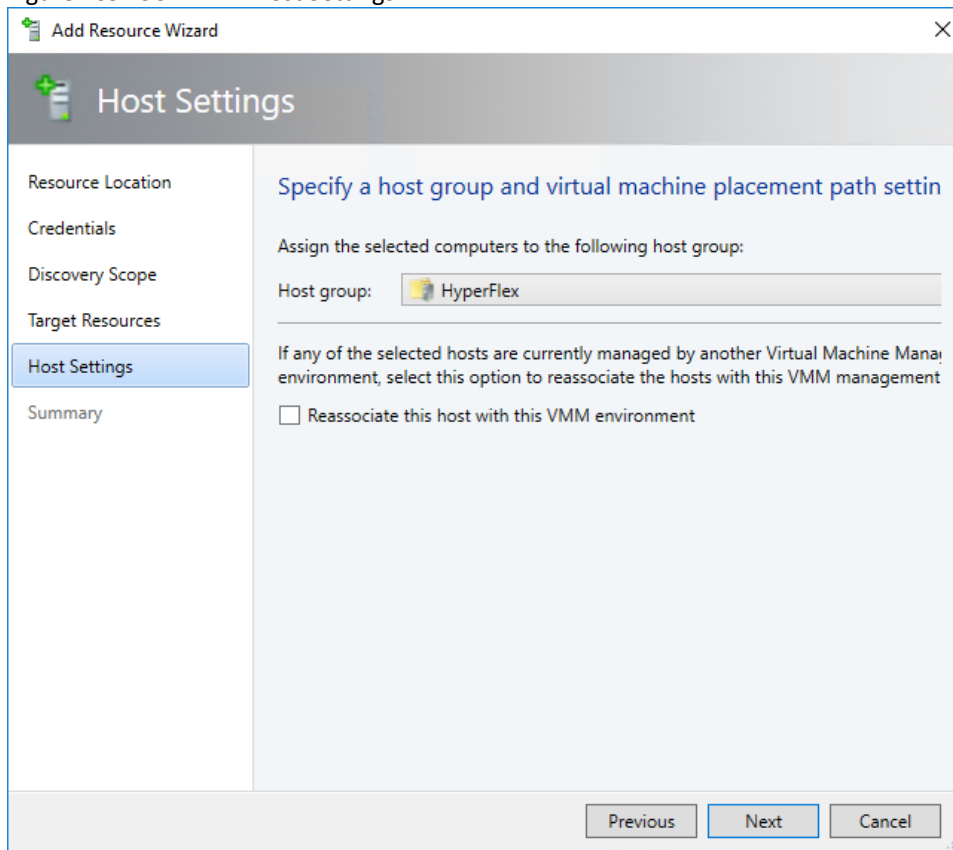 Add Resource Wizard
Host Settings
Resource Location
Credentials
Discovery Scope
Target Resources
Host Settings
Summary
Specify a host group and virtual machine placement path settin
Assign the selected computers to the following host group:
Host group: HyperFlex
If any of the selected hosts are currently managed by another Virtual Machine Mana
environment, select this option to reassociate the hosts with this VMM management
Reassociate this host with this VMM environment
Previous Next Cancel